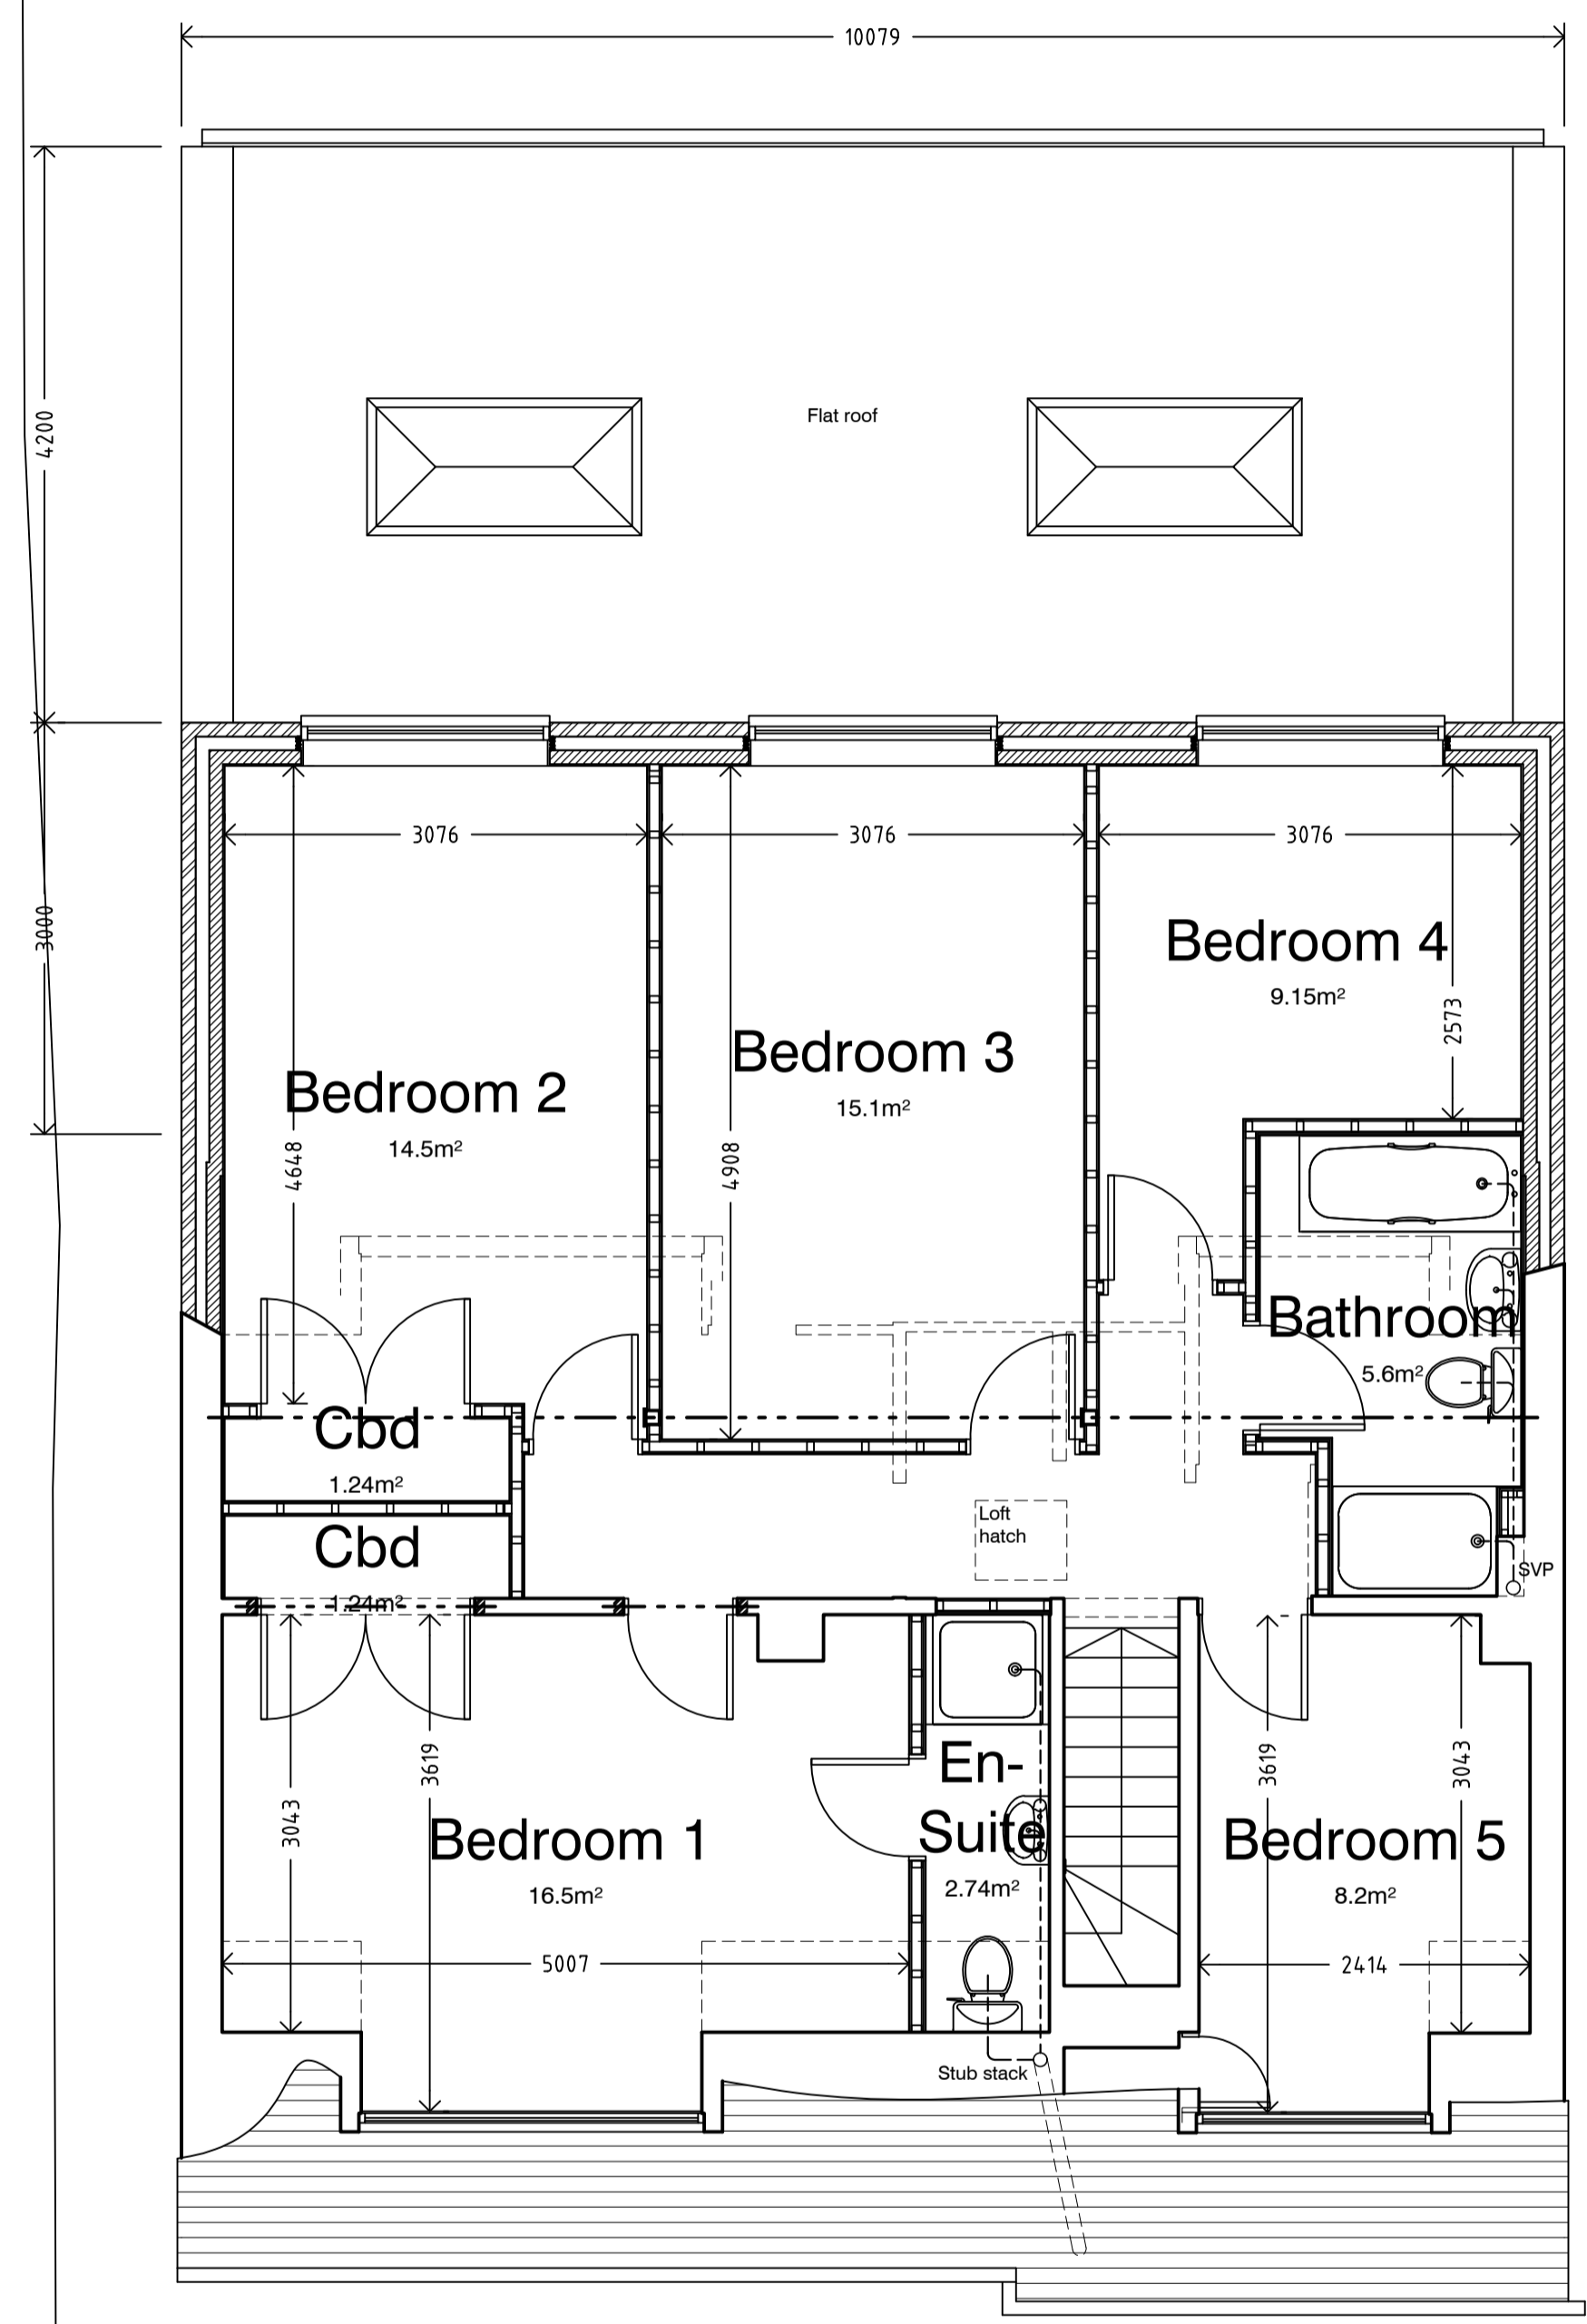 10079
4200
Flat roof
3000
3076
3076
3076
Bedroom 4
9.15m²
2573
Bedroom 3
15.1m²
Bedroom 2
14.5m²
4648
4908
Bathroom
5.6m²
Cbd
1.24m²
Loft
hatch
Cbd
1.24m²
SVP
3043
3619
Bedroom 1
16.5m²
5007
En-
Suite
2.74m²
Stub stack
3619
3043
Bedroom 5
8.2m²
2414